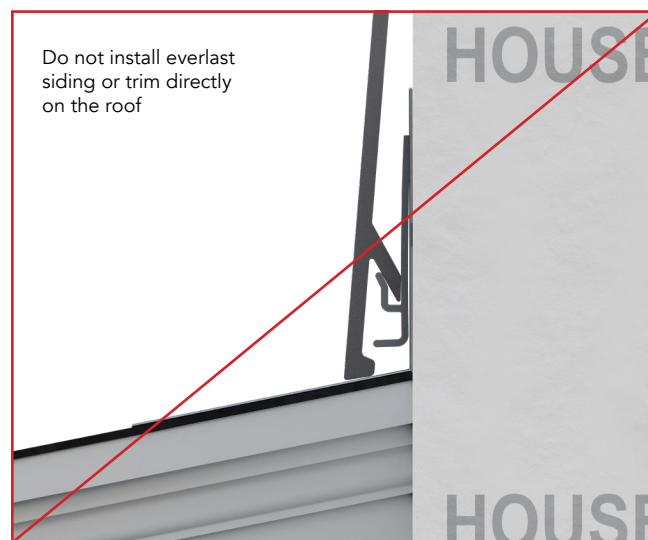 Do not install everlast
siding or trim directly
on the roof
HOUSE
HOUSE